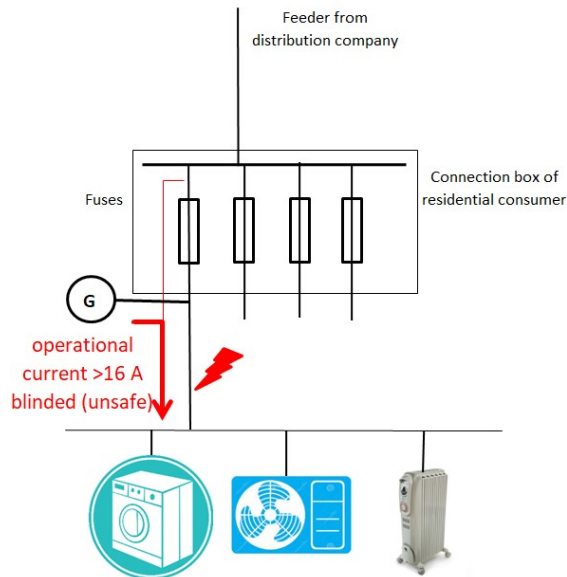 Feeder from
distribution company
Fuses
Connection box of
residential consumer
G
operational
current >16 A
blinded (unsafe)